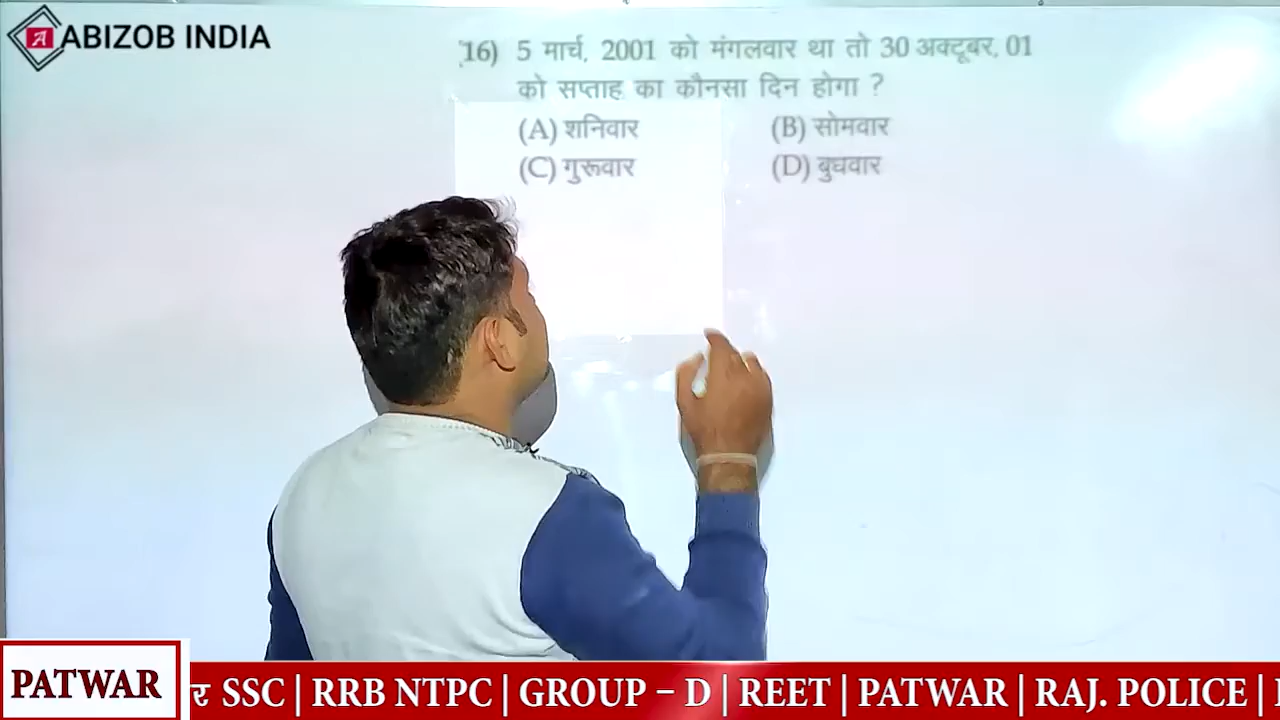 ABIZOB INDIA
16) 5 मार्च, 2001 को मंगलवार था तो 30 अक्टूबर, 01
को सप्ताह का कौनसा दिन होगा ?
(A) शनिवार (B) सोमवार
(C) गुरूवार (D) बुधवार
PATWAR
र SSC | RRB NTPC | GROUP – D | REET | PATWAR | RAJ. POLICE |